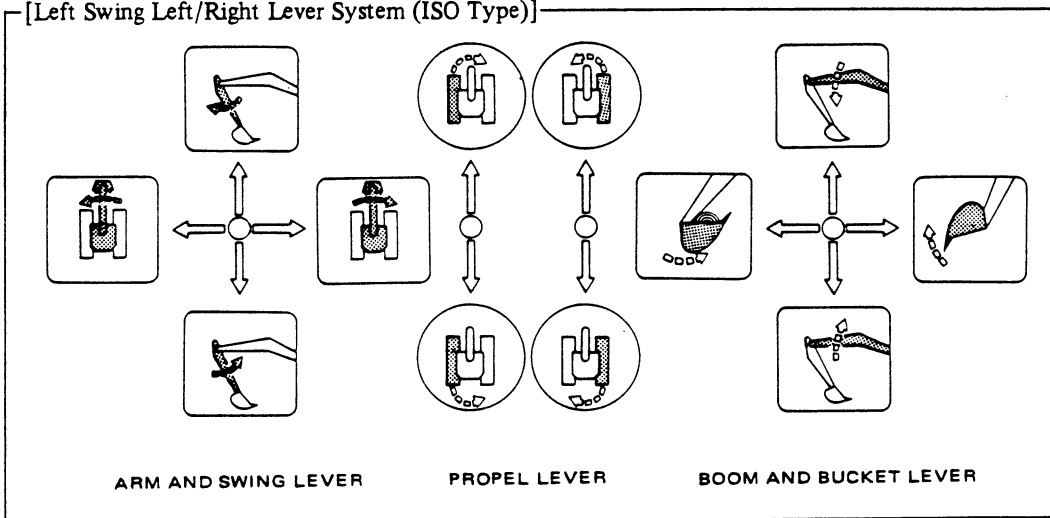 [Left Swing Left/Right Lever System (ISO Type)]
ARM AND SWING LEVER
PROPEL LEVER
BOOM AND BUCKET LEVER